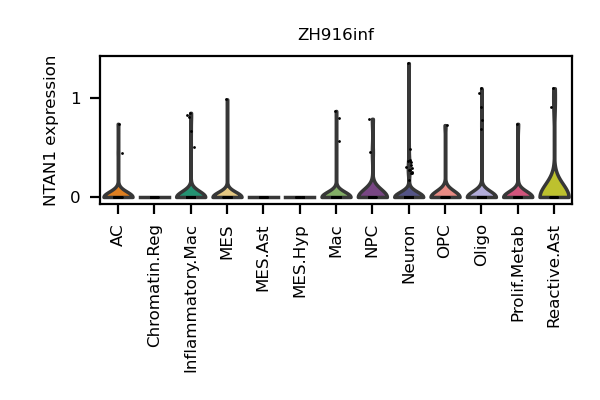 ZH916inf
NTAN1 expression
1
0
AC
Chromatin.Reg
Inflammatory.Mac
MES
MES.Ast
MES.Hyp
Mac
NPC
Neuron
OPC
Oligo
Prolif.Metab
Reactive.Ast